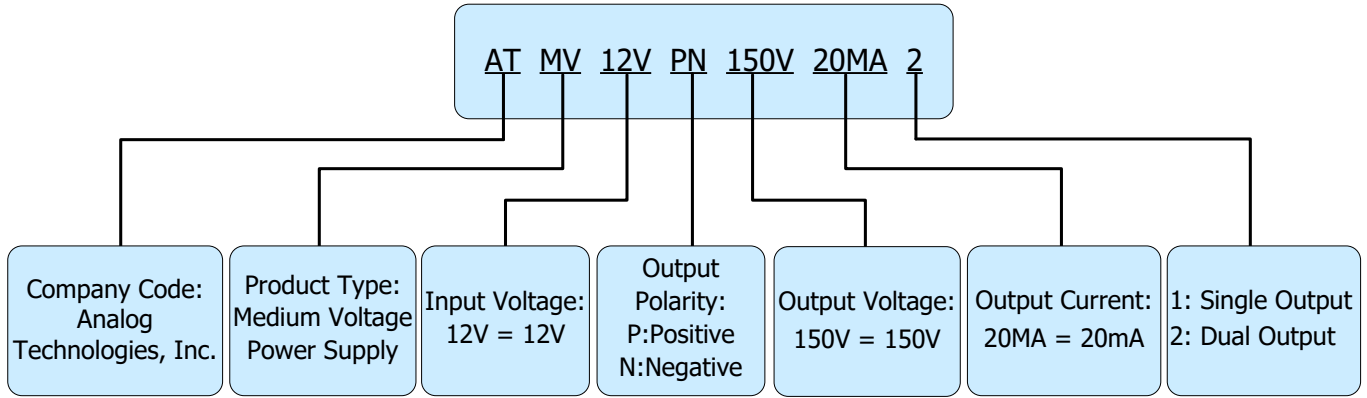 AT MV 12V PN 150V 20MA 2
Company Code:
Analog
Technologies, Inc.
Product Type:
Medium Voltage
Power Supply
Input Voltage:
12V = 12V
Output
Polarity:
P:Positive
N:Negative
Output Voltage:
150V = 150V
Output Current:
20MA = 20mA
1: Single Output
2: Dual Output